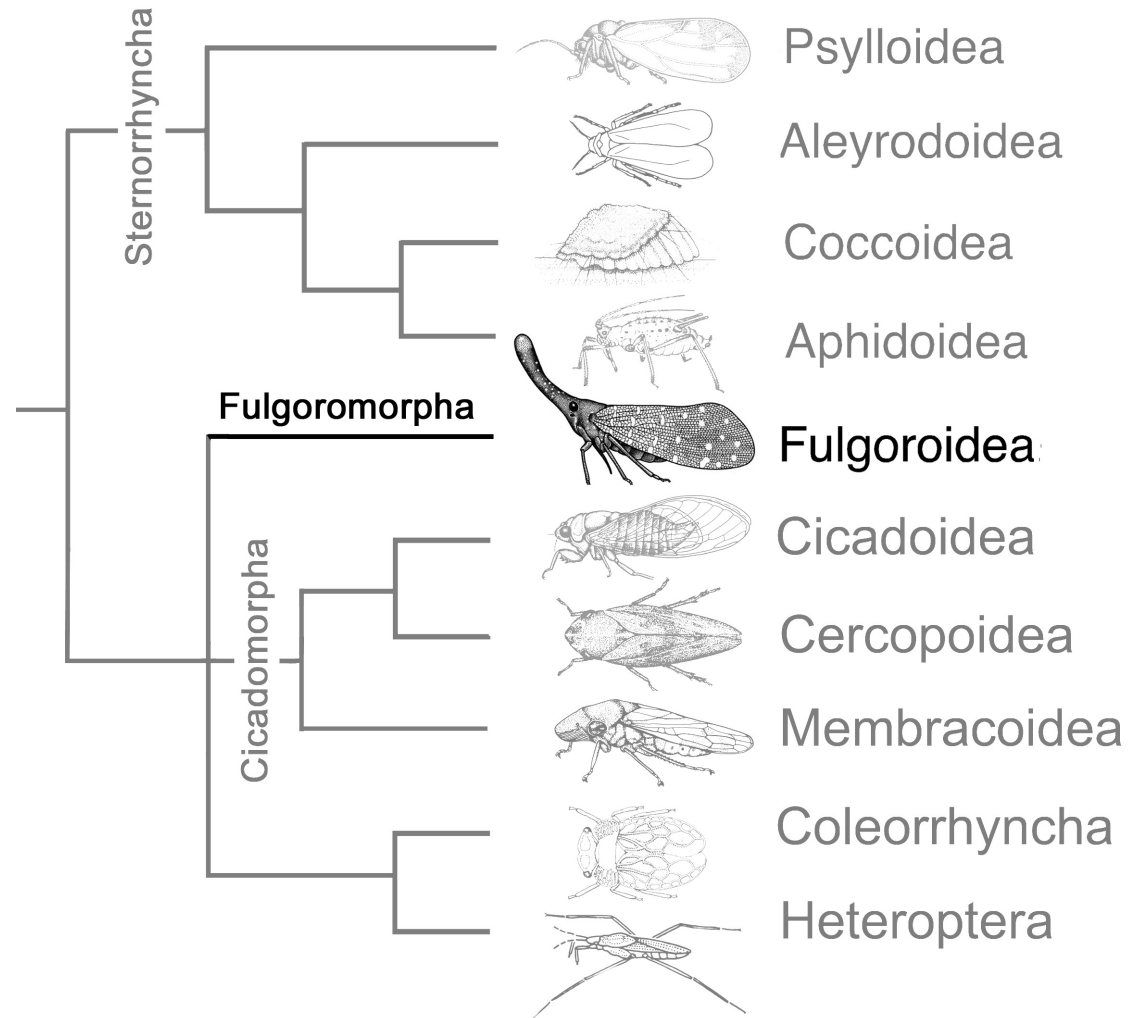 Sternorrhyncha
Psylloidea
Aleyrodoidea
Coccoidea
Aphidoidea
Fulgoromorpha
Fulgoroidea
Cicadomorpha
Cicadoidea
Cercopoidea
Membracoidea
Coleorrhyncha
Heteroptera